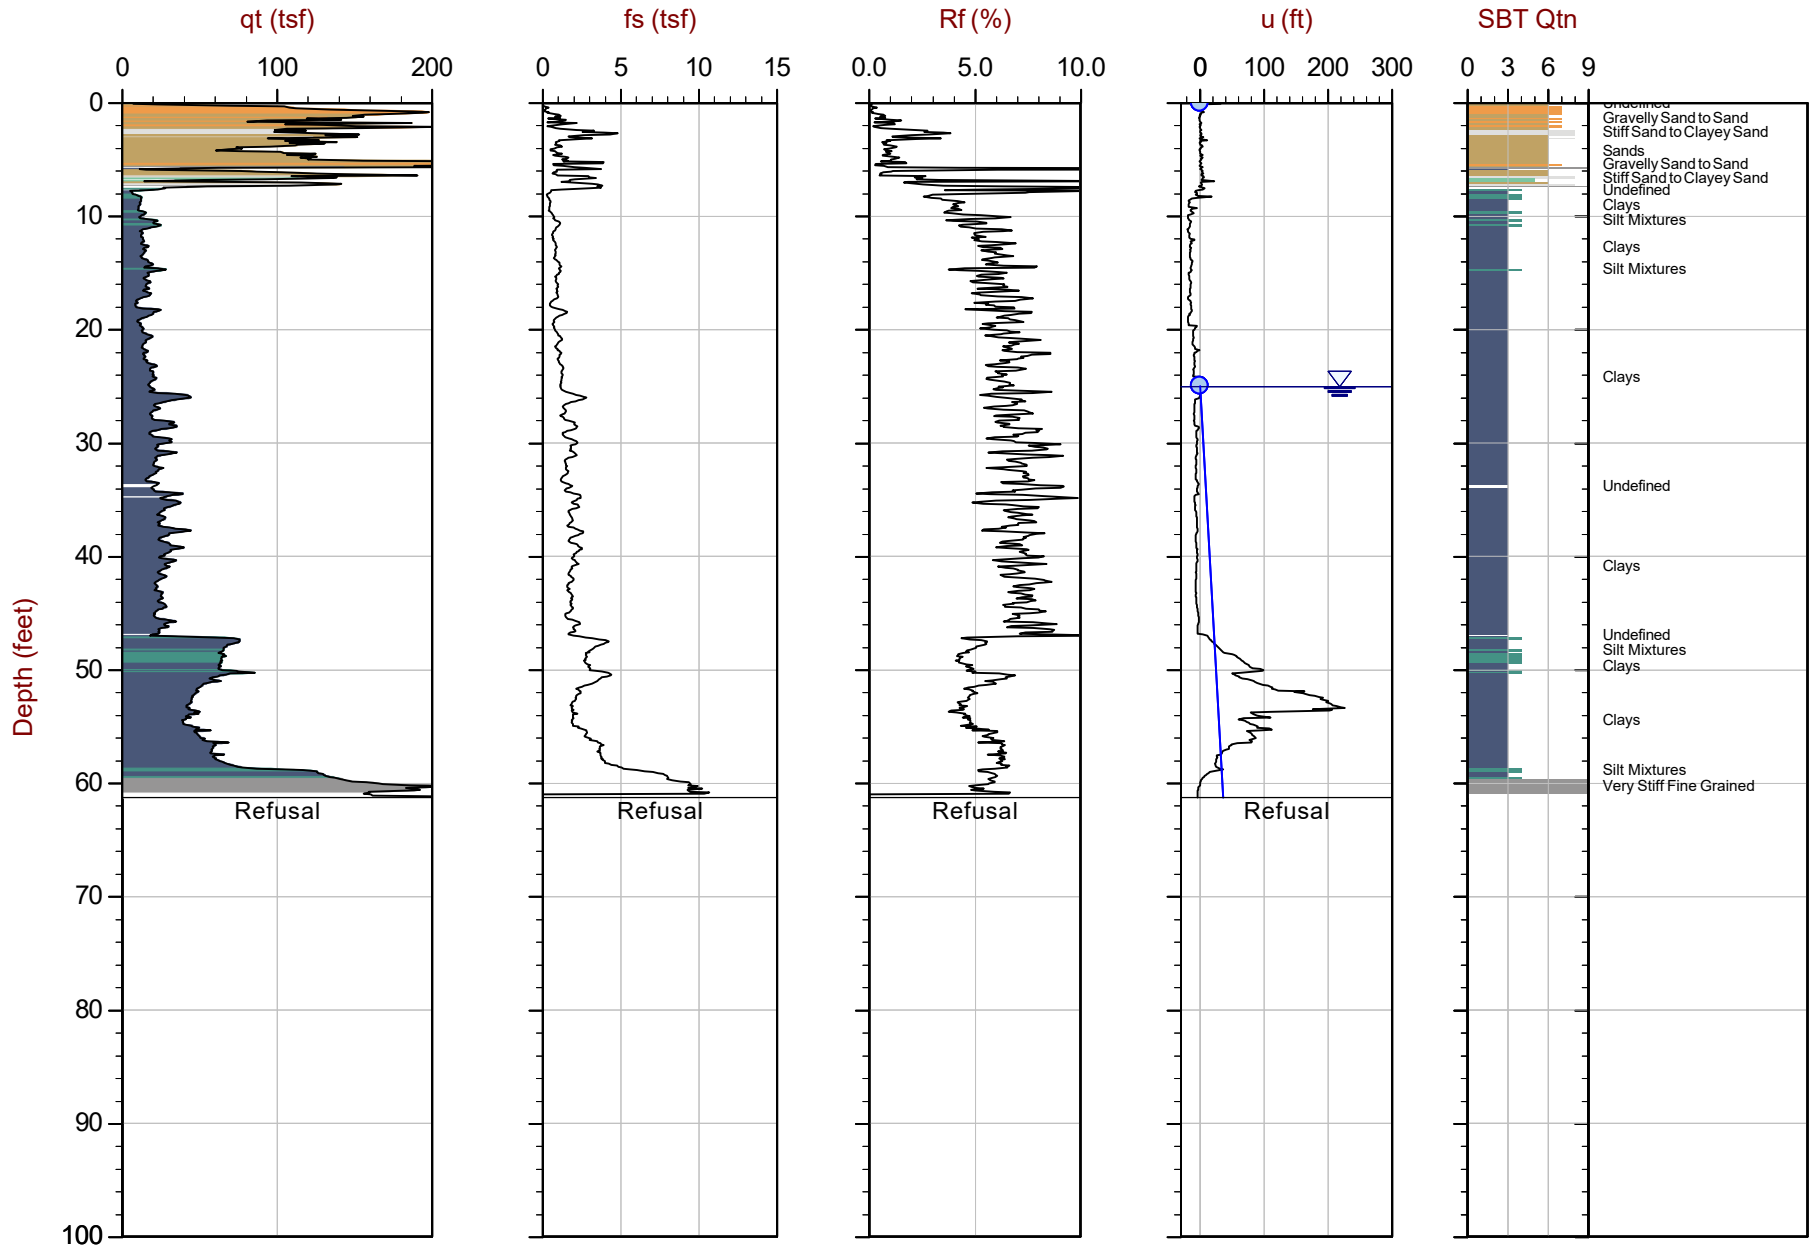 qt (tsf) fs (tsf) Rf (%) u (ft) SBT Qtn
0 100 200 0 5 10 15 0.0 5.0 10.0 0 100 200 300 0 3 6 9
0
Undefined
Gravelly Sand to Sand
Stiff Sand to Clayey Sand
Sands
Gravelly Sand to Sand
Stiff Sand to Clayey Sand
Undefined
Clays
10
Silt Mixtures
Clays
Silt Mixtures
20
Clays
30
Undefined
40
Clays
Undefined
Silt Mixtures
Clays
50
Clays
Silt Mixtures
60
Very Stiff Fine Grained
Refusal Refusal Refusal Refusal
Depth (feet)
70
80
90
100